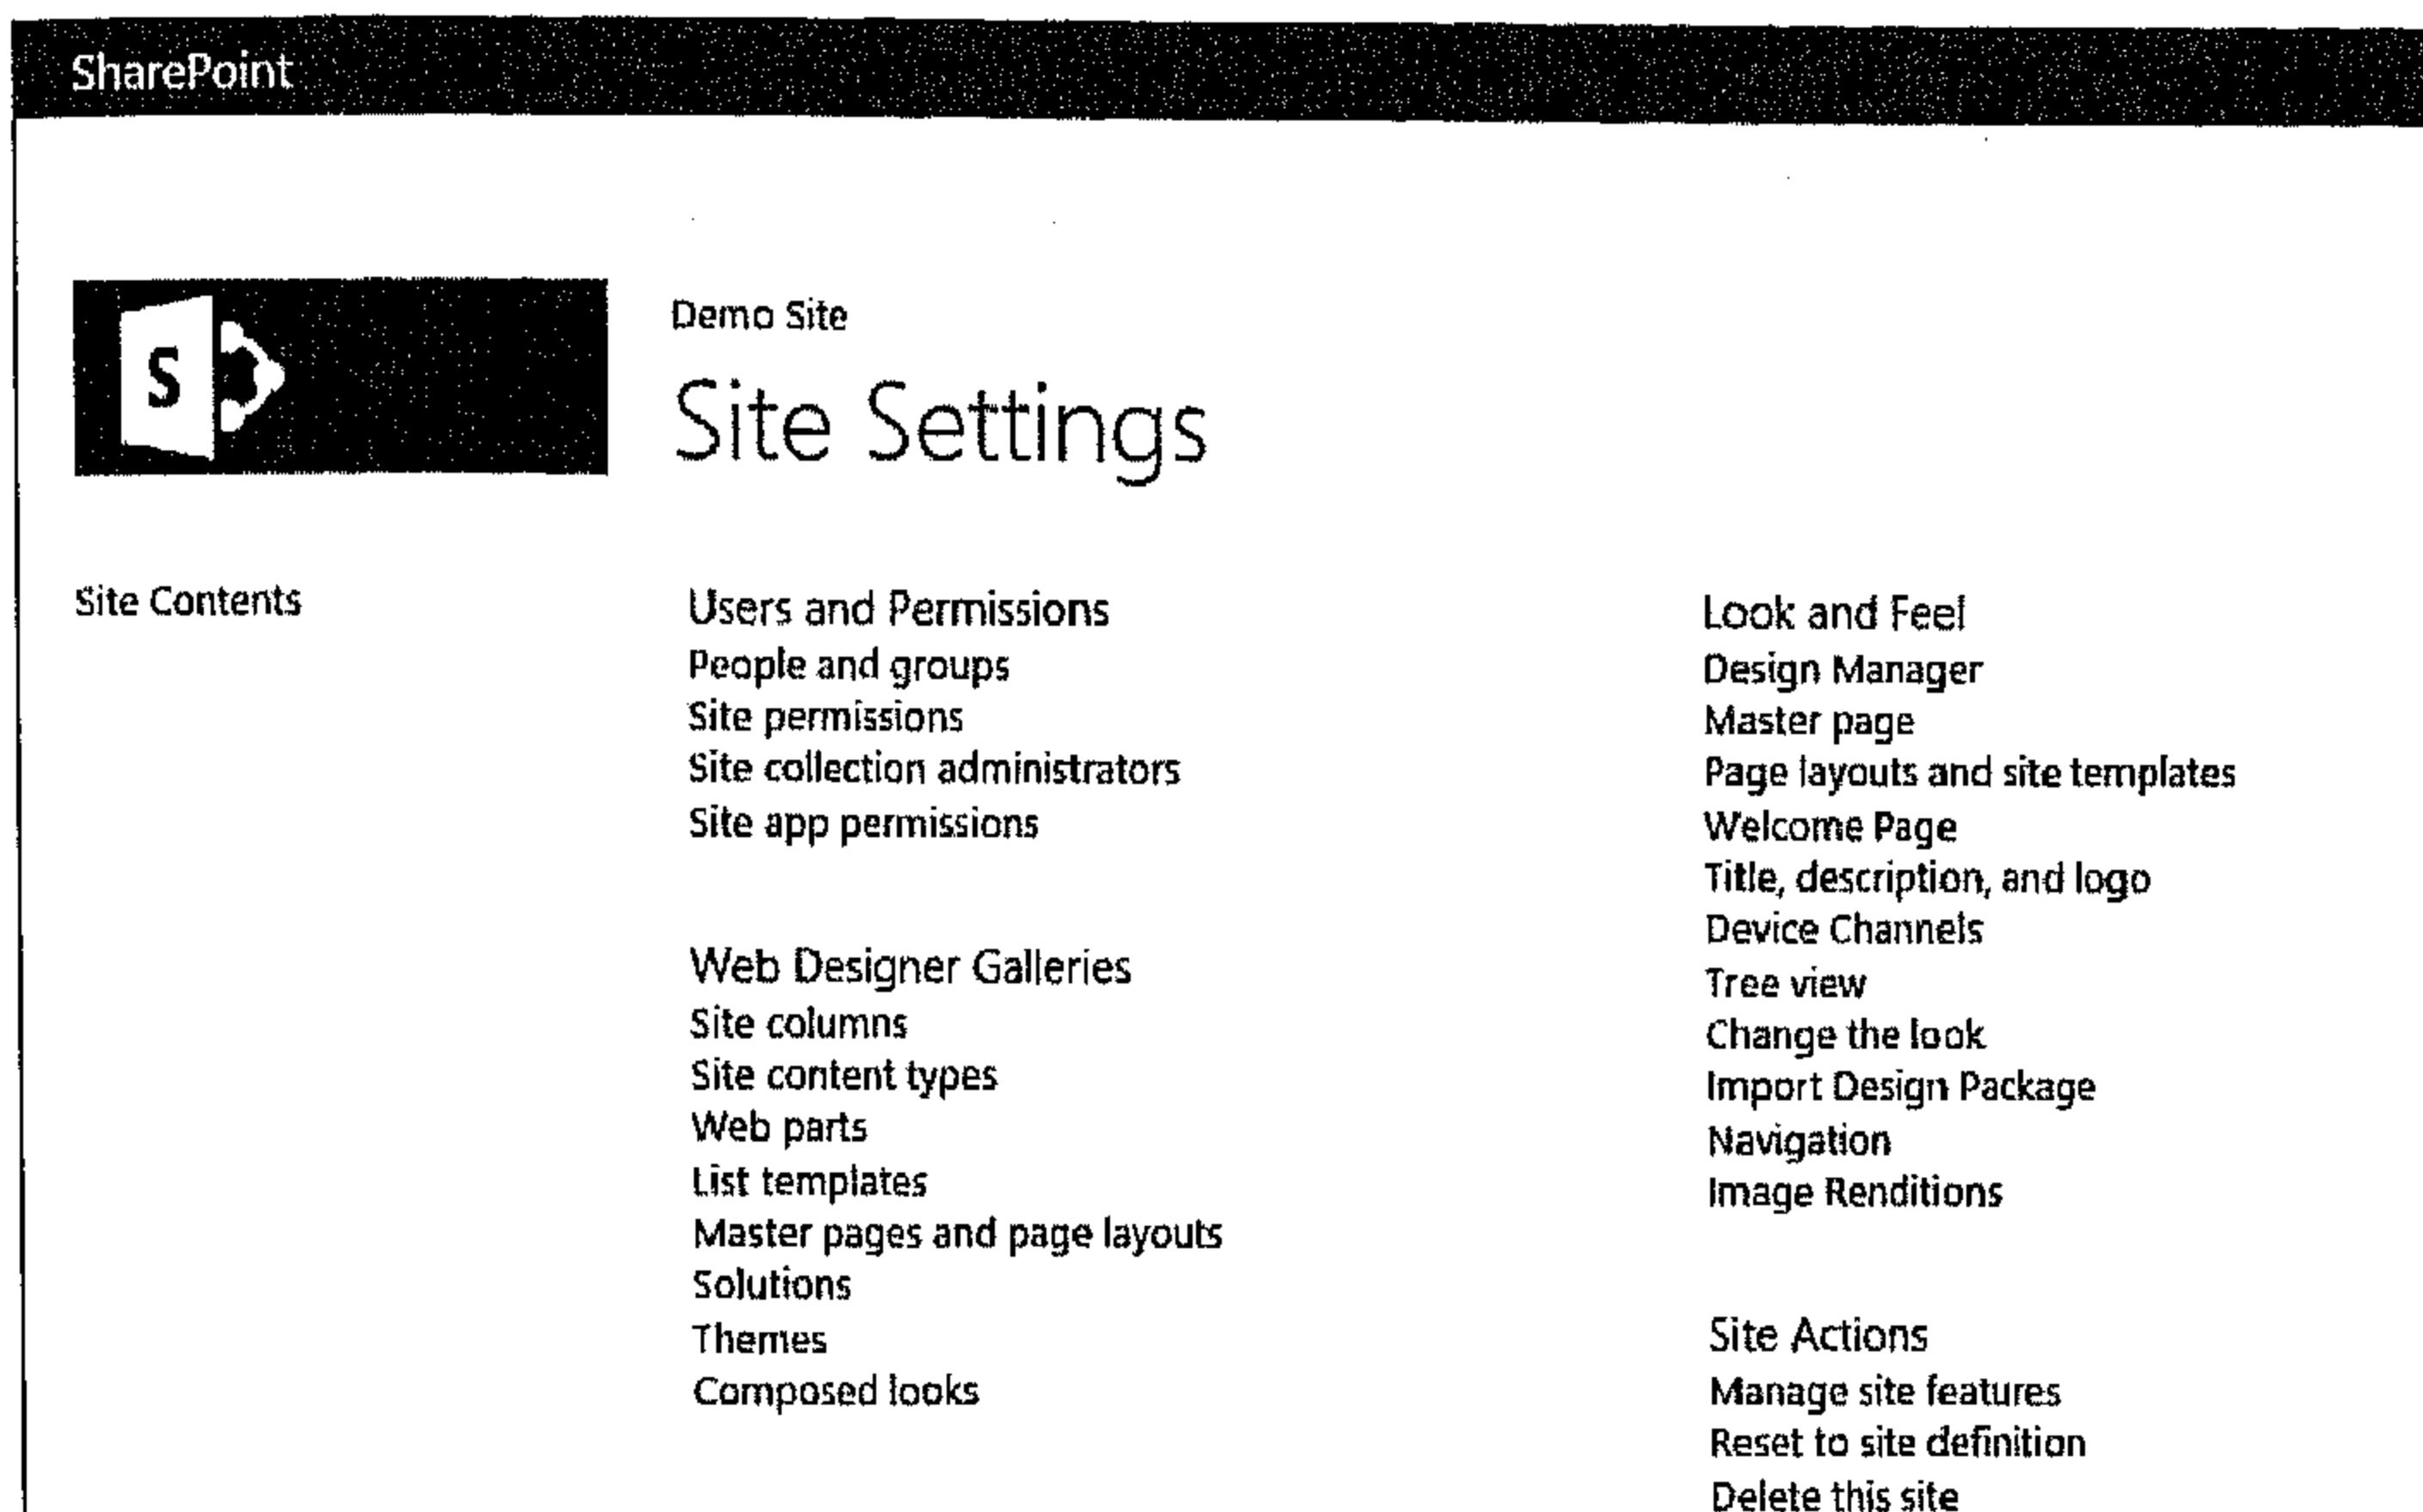 SharePoint
S
Demo Site
Site Settings
Site Contents
Users and Permissions
People and groups
Site permissions
Site collection administrators
Site app permissions
Web Designer Galleries
Site columns
Site content types
Web parts
List templates
Master pages and page layouts
Solutions
Themes
Composed looks
Look and Feel
Design Manager
Master page
Page layouts and site templates
Welcome Page
Title, description, and logo
Device Channels
Tree view
Change the look
Import Design Package
Navigation
Image Renditions
Site Actions
Manage site features
Reset to site definition
Delete this site